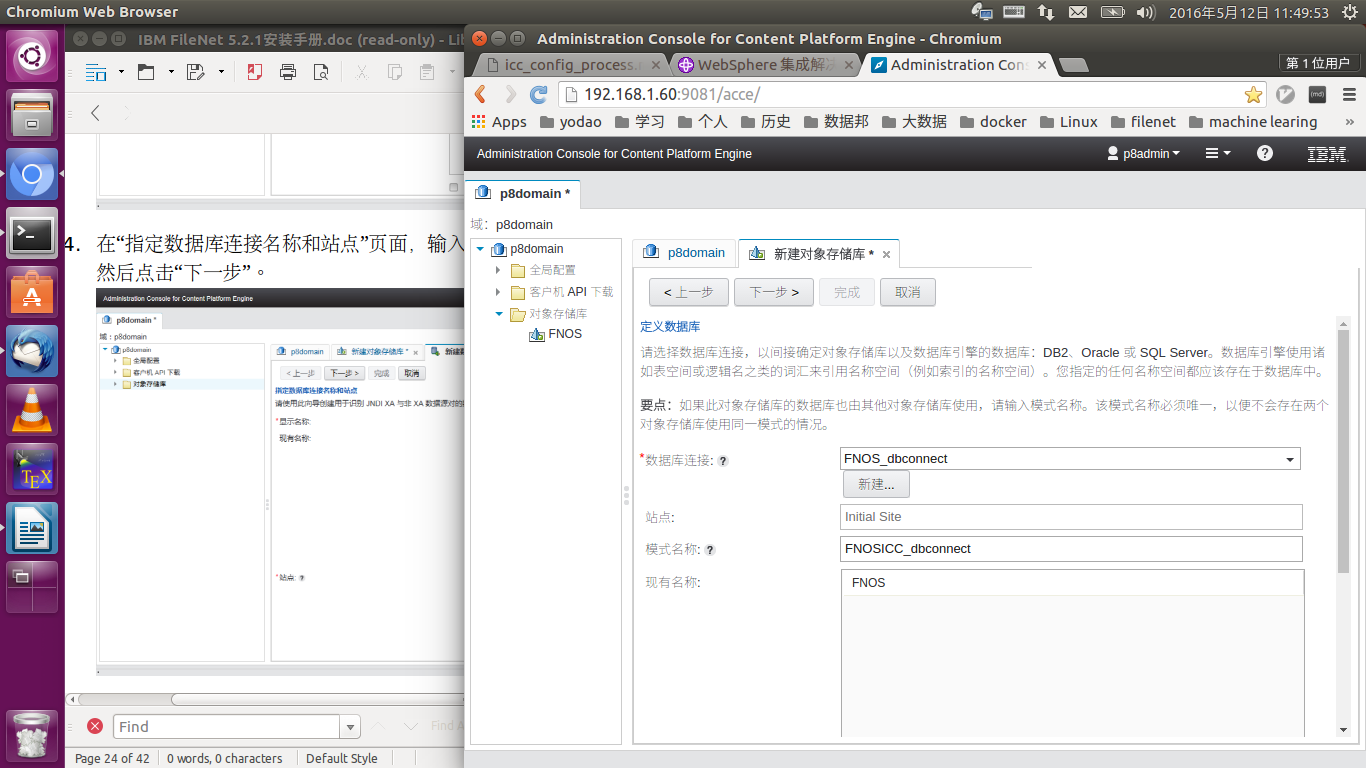 Chromium Web Browser
2016年5月12日 11:49:53
IBM FileNet 5.2.1安装手册.doc (read-only) - Lib
4. 在“指定数据库连接名称和站点”页面，输入
然后点击“下一步”。
Administration Console for Content Platform Engine
p8domain *
域：p8domain
p8domain
全局配置
客户机 API 下载
对象存储库
p8domain
新建对象存储库 *
< 上一步
下一步 >
完成
取消
指定数据库连接名称和站点
请使用此向导创建用于识别 JNDI XA 与非 XA 数据源对的
*显示名称:
现有名称:
*站点:
Find
Find A
Page 24 of 42
0 words, 0 characters
Default Style
Administration Console for Content Platform Engine - Chromium
icc_config_process.
WebSphere 集成解决
Administration Con
第 1 位用户
192.168.1.60:9081/acce/
Apps
yodao
学习
个人
历史
数据邦
大数据
docker
Linux
filenet
machine learing
»
Administration Console for Content Platform Engine
p8admin
IBM
p8domain *
域：p8domain
p8domain
全局配置
客户机 API 下载
对象存储库
FNOS
p8domain
新建对象存储库 *
< 上一步
下一步 >
完成
取消
定义数据库
请选择数据库连接，以间接确定对象存储库以及数据库引擎的数据库：DB2、Oracle 或 SQL Server。数据库引擎使用诸
如表空间或逻辑名之类的词汇来引用名称空间（例如索引的名称空间）。您指定的任何名称空间都应该存在于数据库中。
要点：如果此对象存储库的数据库也由其他对象存储库使用，请输入模式名称。该模式名称必须唯一，以便不会存在两个
对象存储库使用同一模式的情况。
*数据库连接:
FNOS_dbconnect
新建...
站点:
Initial Site
模式名称:
FNOSICC_dbconnect
现有名称:
FNOS